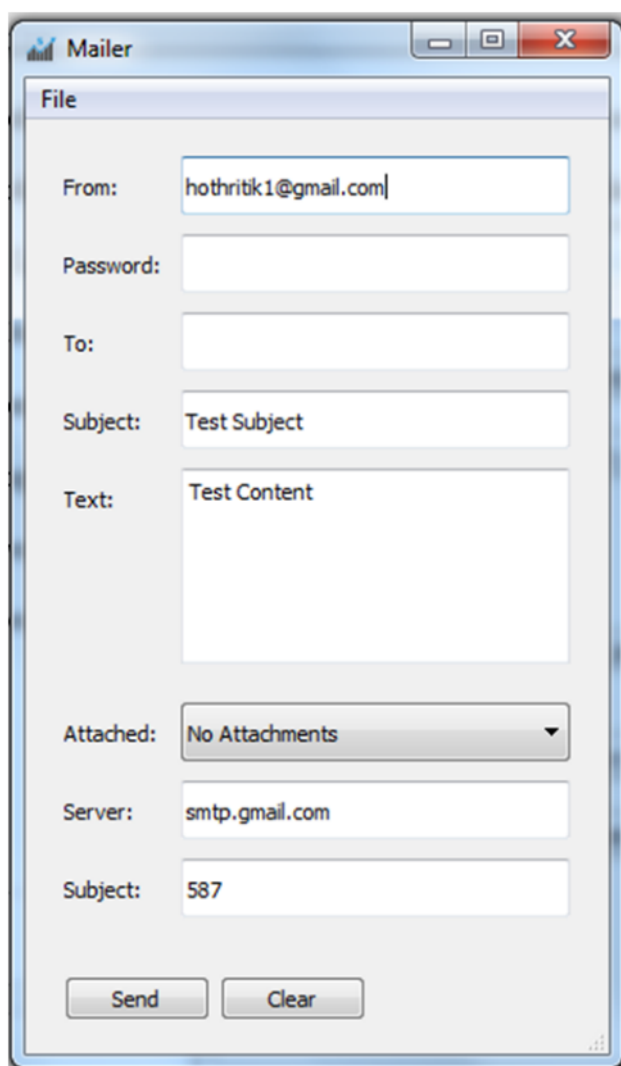 Mailer
File
From: hothritik1@gmail.com
Password:
To:
Subject: Test Subject
Text: Test Content
Attached: No Attachments
Server: smtp.gmail.com
Subject: 587
Send Clear